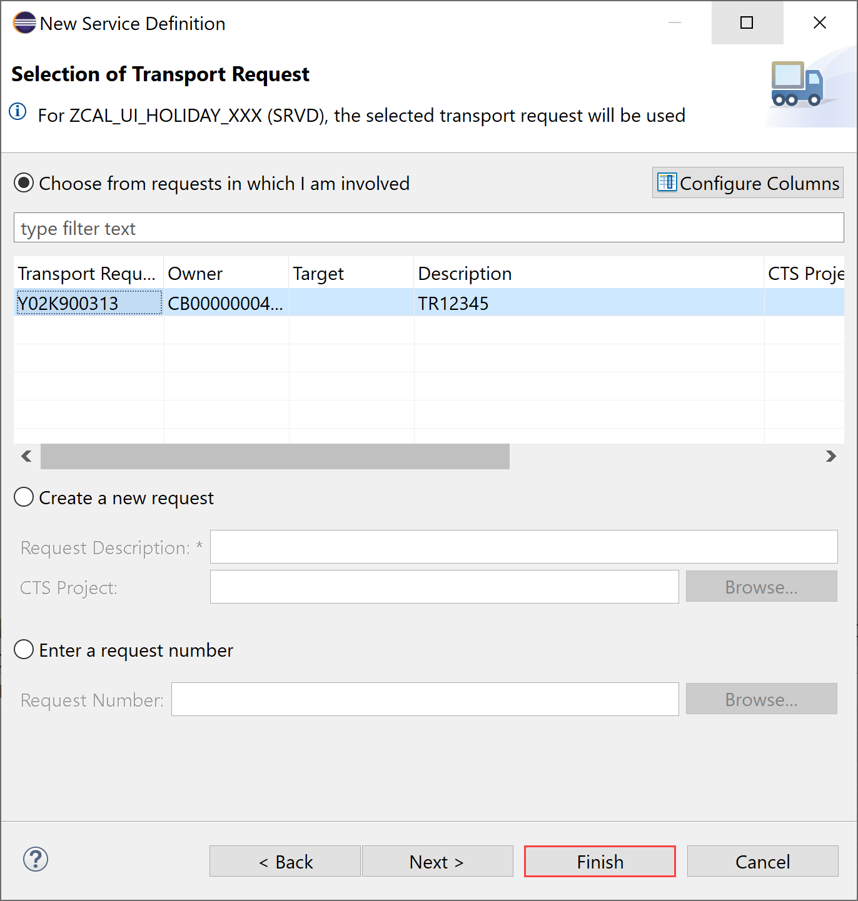 New Service Definition
Selection of Transport Request
For ZCAL_UI_HOLIDAY_XXX (SRVD), the selected transport request will be used
Choose from requests in which I am involved
Configure Columns
type filter text
Transport Requ... Owner Target Description CTS Proje
Y02K900313 CB00000004... TR12345
Create a new request
Request Description: *
CTS Project: Browse...
Enter a request number
Request Number: Browse...
< Back Next > Finish Cancel